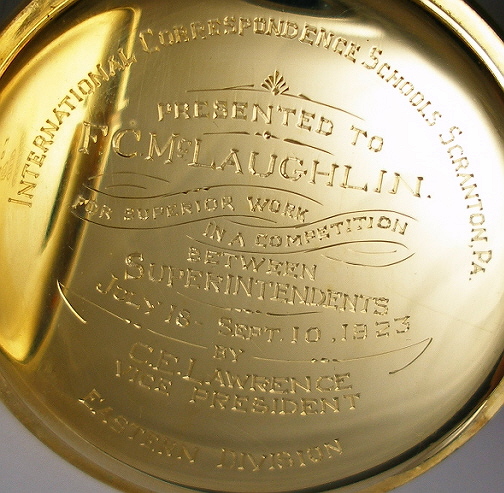 INTERNATIONAL CORRESPONDENCE SCHOOLS SCRANTON, PA.
PRESENTED TO
F.C. McLAUGHLIN.
FOR SUPERIOR WORK
IN A COMPETITION
BETWEEN
SUPERINTENDENTS
JULY 18 - SEPT. 10, 1923
BY
C.E. LAWRENCE
VICE PRESIDENT
EASTERN DIVISION